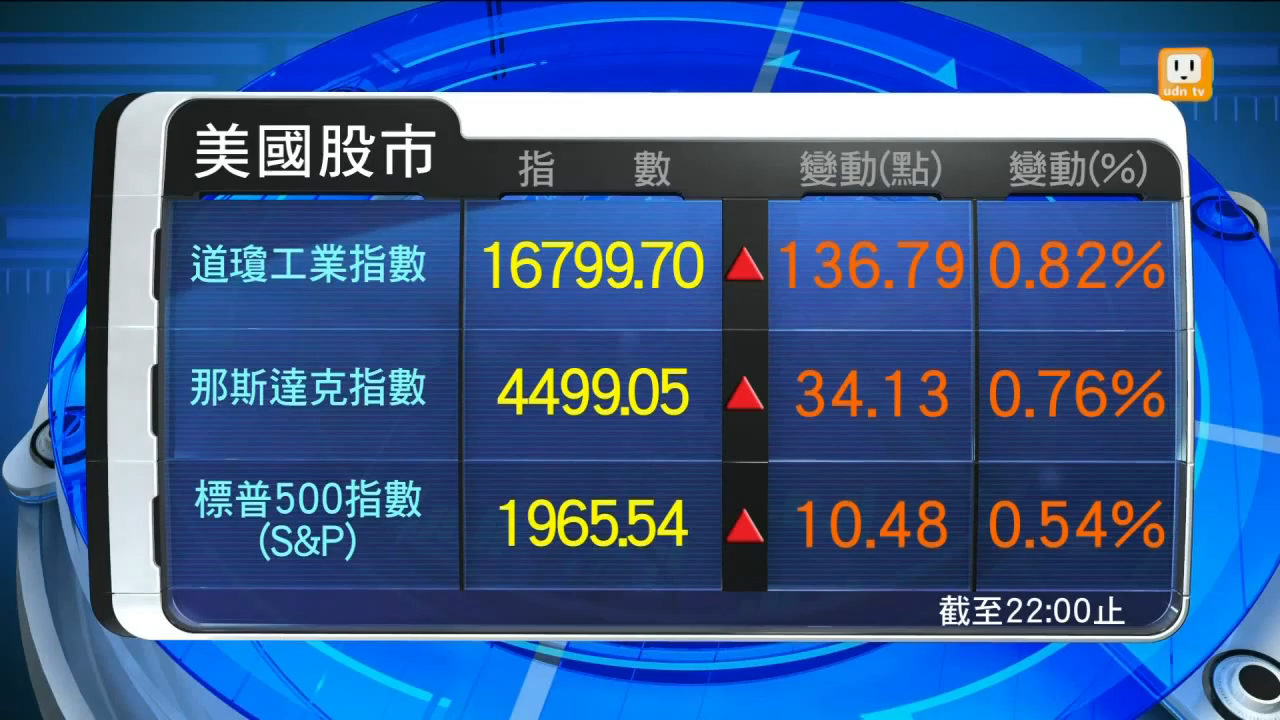 udn tv
美國股市 指數 變動(點) 變動(%)
道瓊工業指數 16799.70 ▲ 136.79 0.82%
那斯達克指數 4499.05 ▲ 34.13 0.76%
標普500指數
(S&P) 1965.54 ▲ 10.48 0.54%
截至22:00止